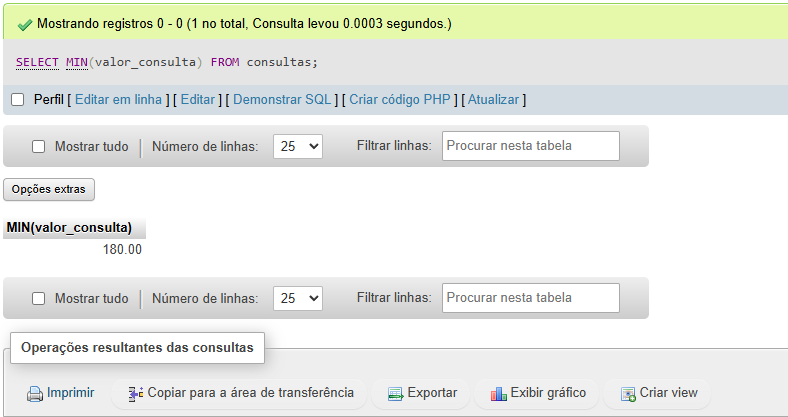 Mostrando registros 0 - 0 (1 no total, Consulta levou 0.0003 segundos.)
SELECT MIN(valor_consulta) FROM consultas;
Perfil [ Editar em linha ] [ Editar ] [ Demonstrar SQL ] [ Criar código PHP ] [ Atualizar ]
Mostrar tudo Número de linhas: 25 Filtrar linhas: Procurar nesta tabela
Opções extras
MIN(valor_consulta)
180.00
Mostrar tudo Número de linhas: 25 Filtrar linhas: Procurar nesta tabela
Operações resultantes das consultas
Imprimir Copiar para a área de transferência Exportar Exibir gráfico Criar view